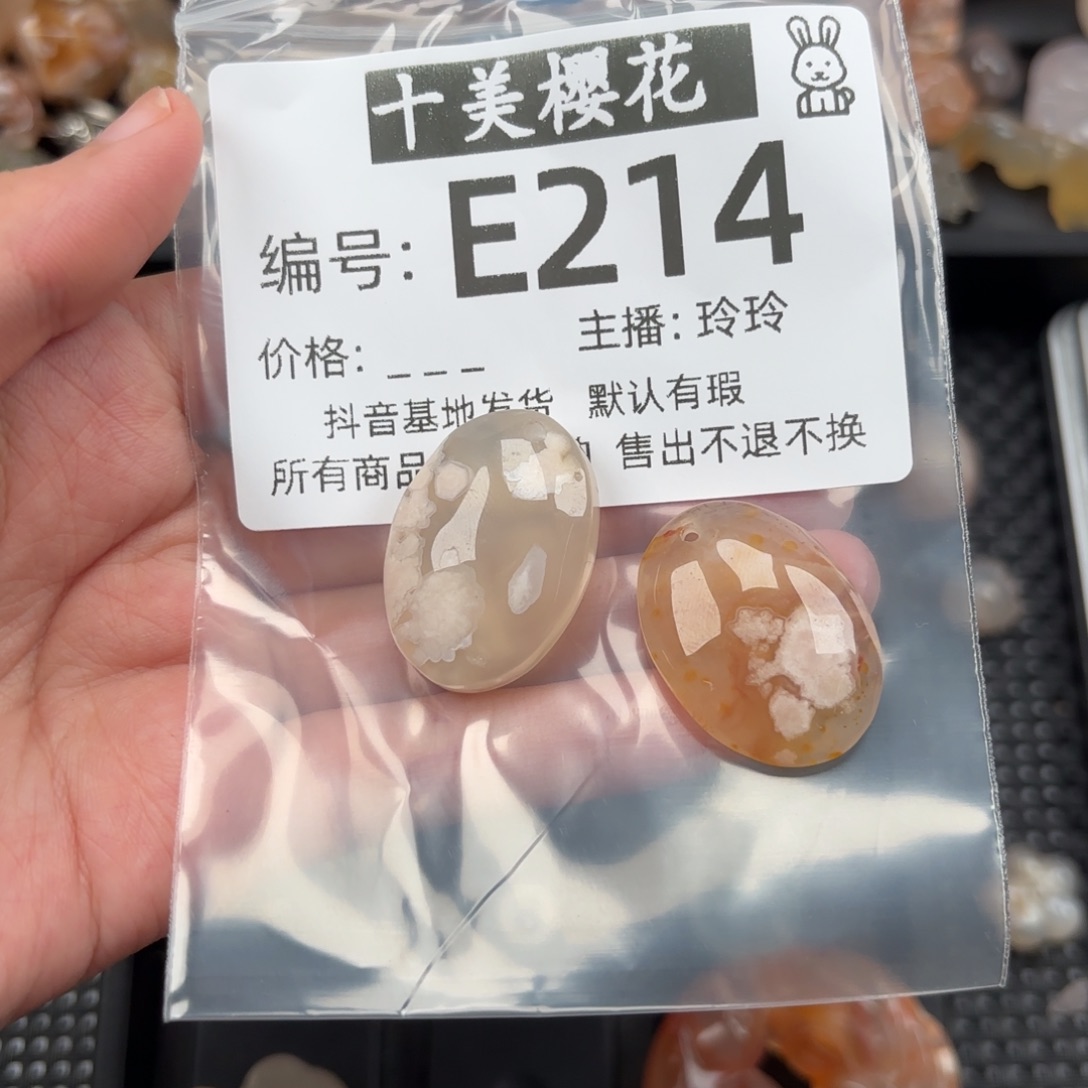 十美樱花
编号：E214
价格：___ 主播：玲玲
抖音基地发货 默认有瑕
所有商品 售出不退不换